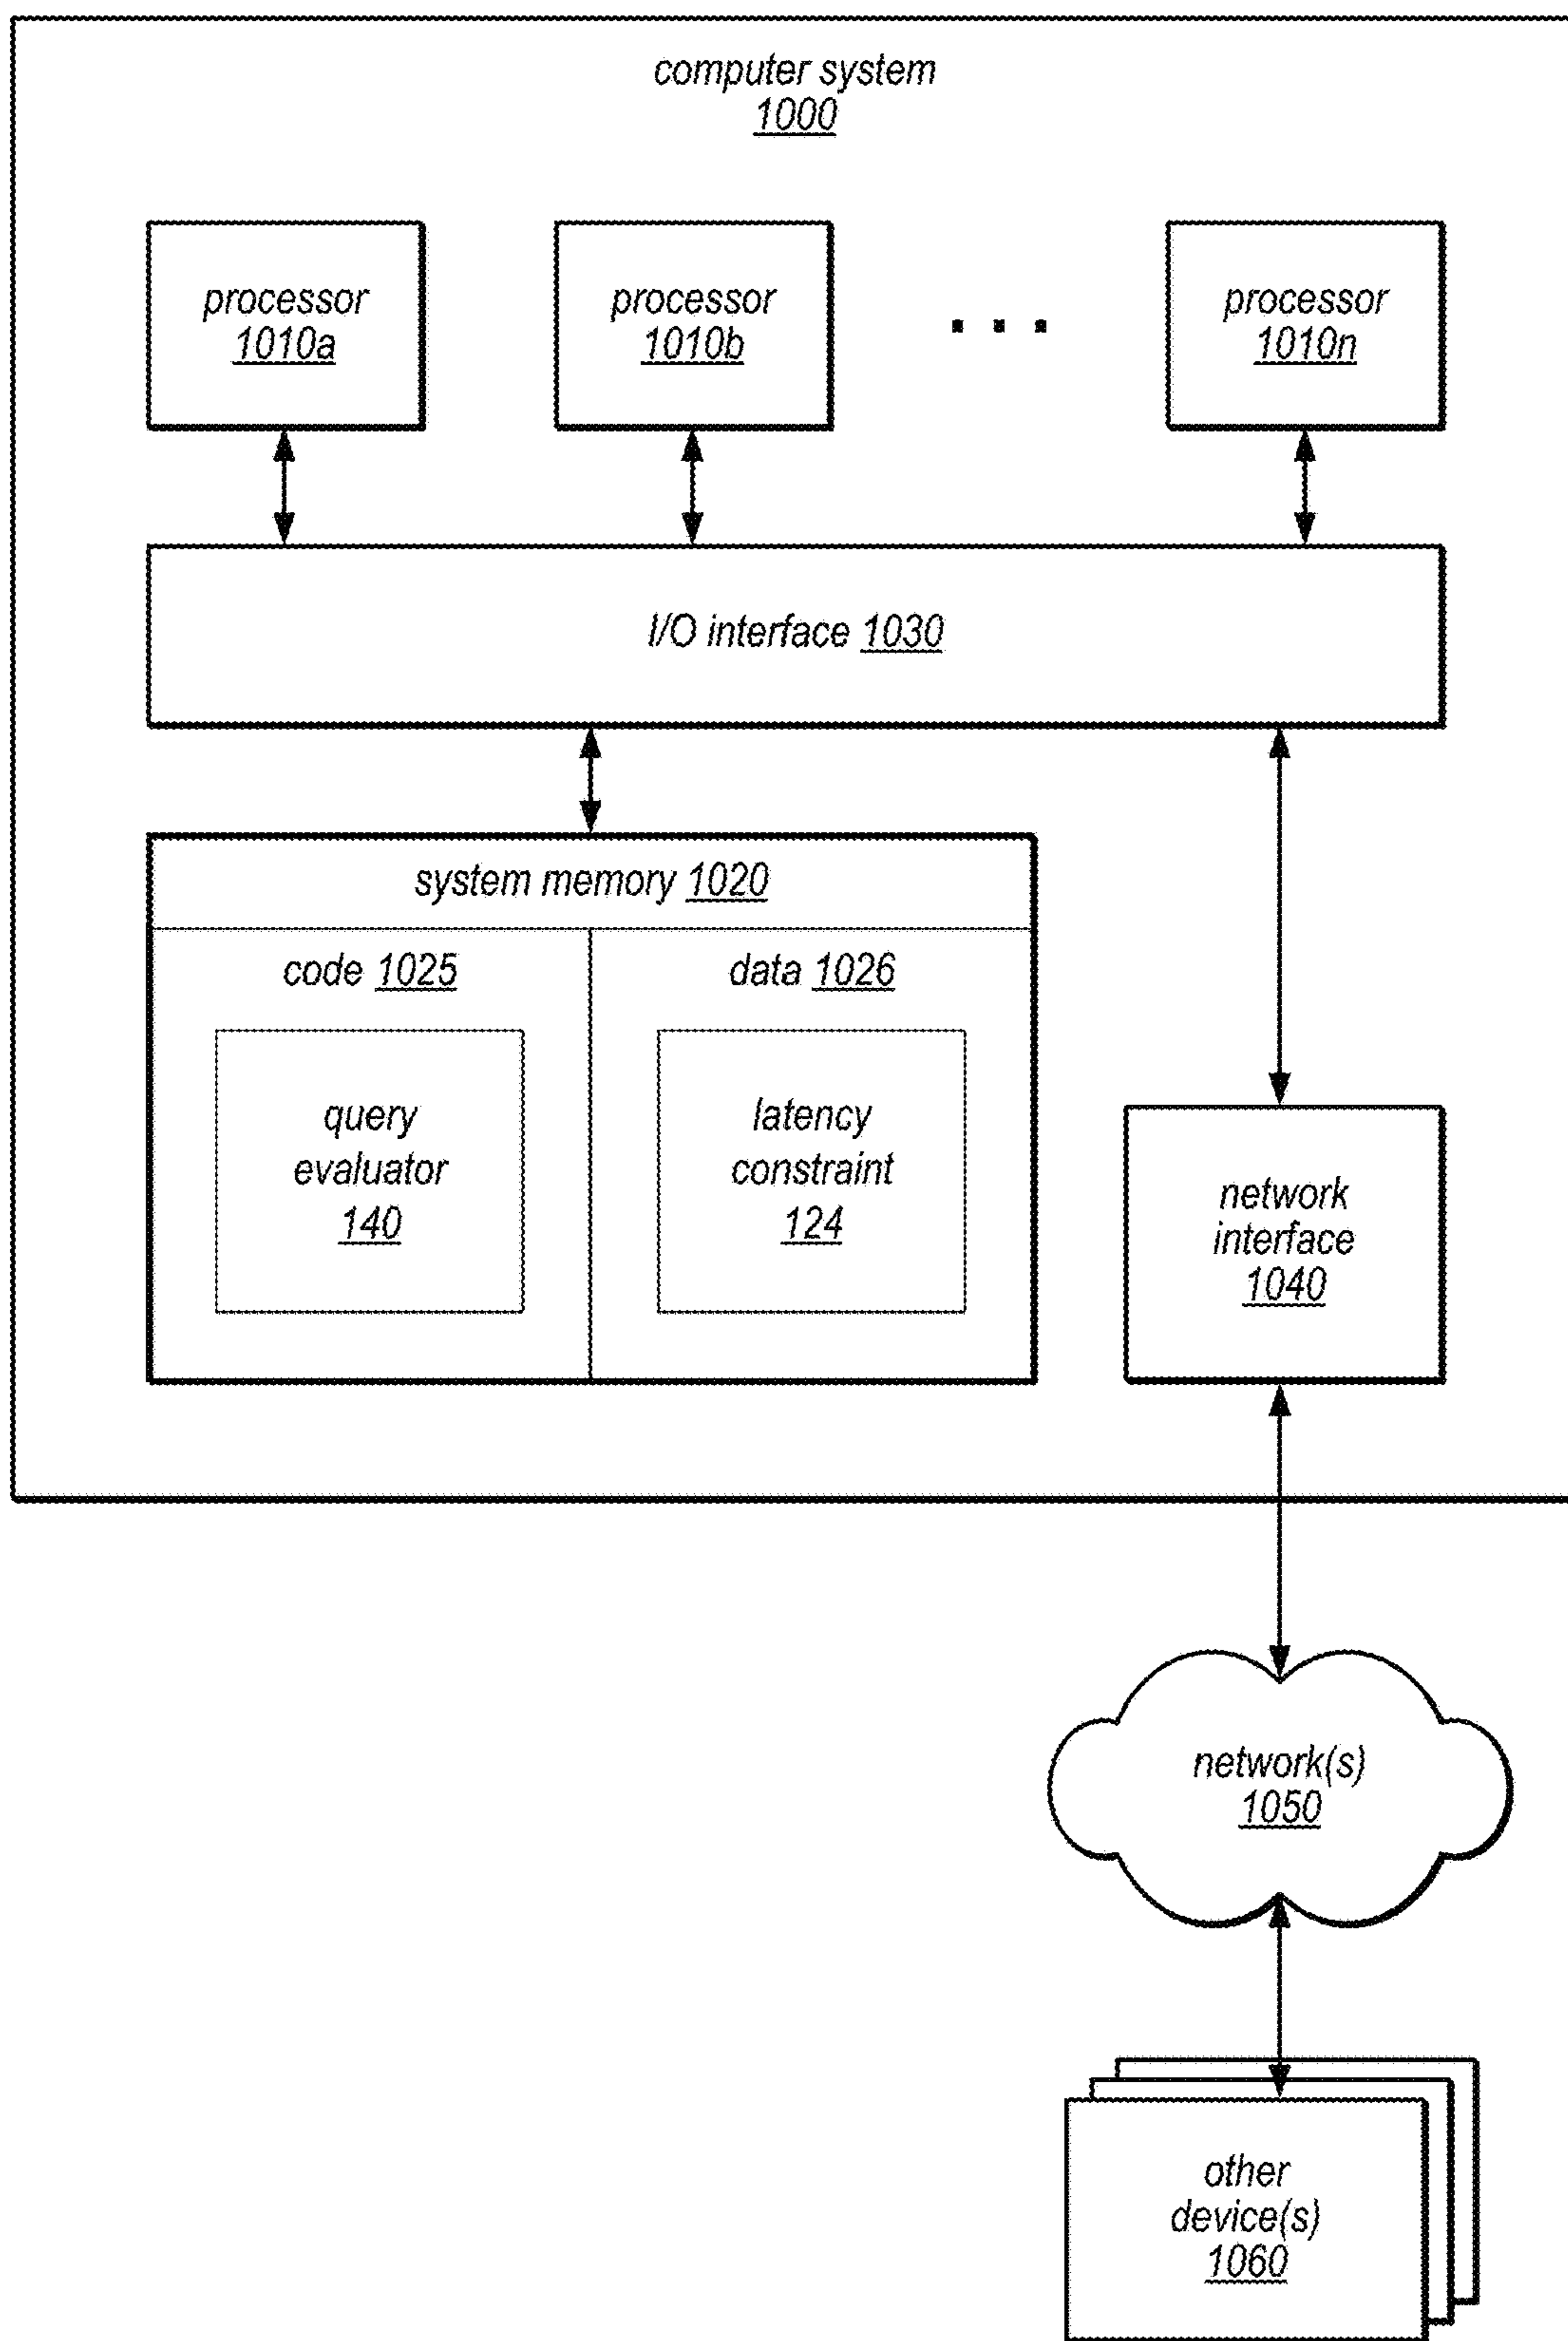 computer system
1000
processor
1010a
processor
1010b
. . .
processor
1010n
I/O interface 1030
system memory 1020
code 1025
data 1026
query
evaluator
140
latency
constraint
124
network
interface
1040
network(s)
1050
other
device(s)
1060